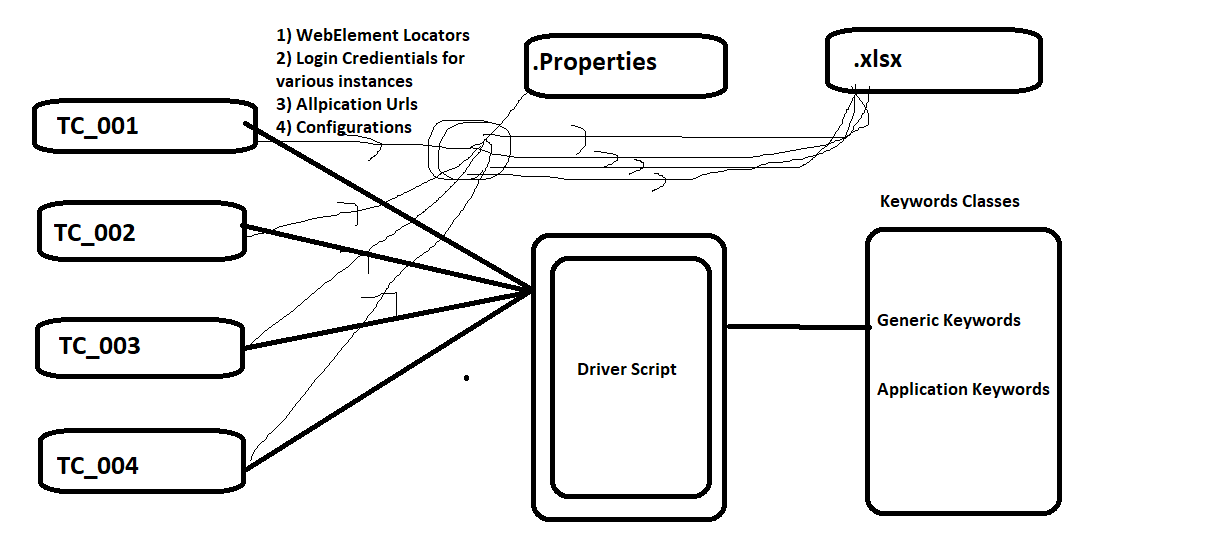 1) WebElement Locators
2) Login Credientials for
various instances
3) Allpication Urls
4) Configurations
.Properties
.xlsx
TC_001
TC_002
TC_003
TC_004
Driver Script
Keywords Classes
Generic Keywords
Application Keywords